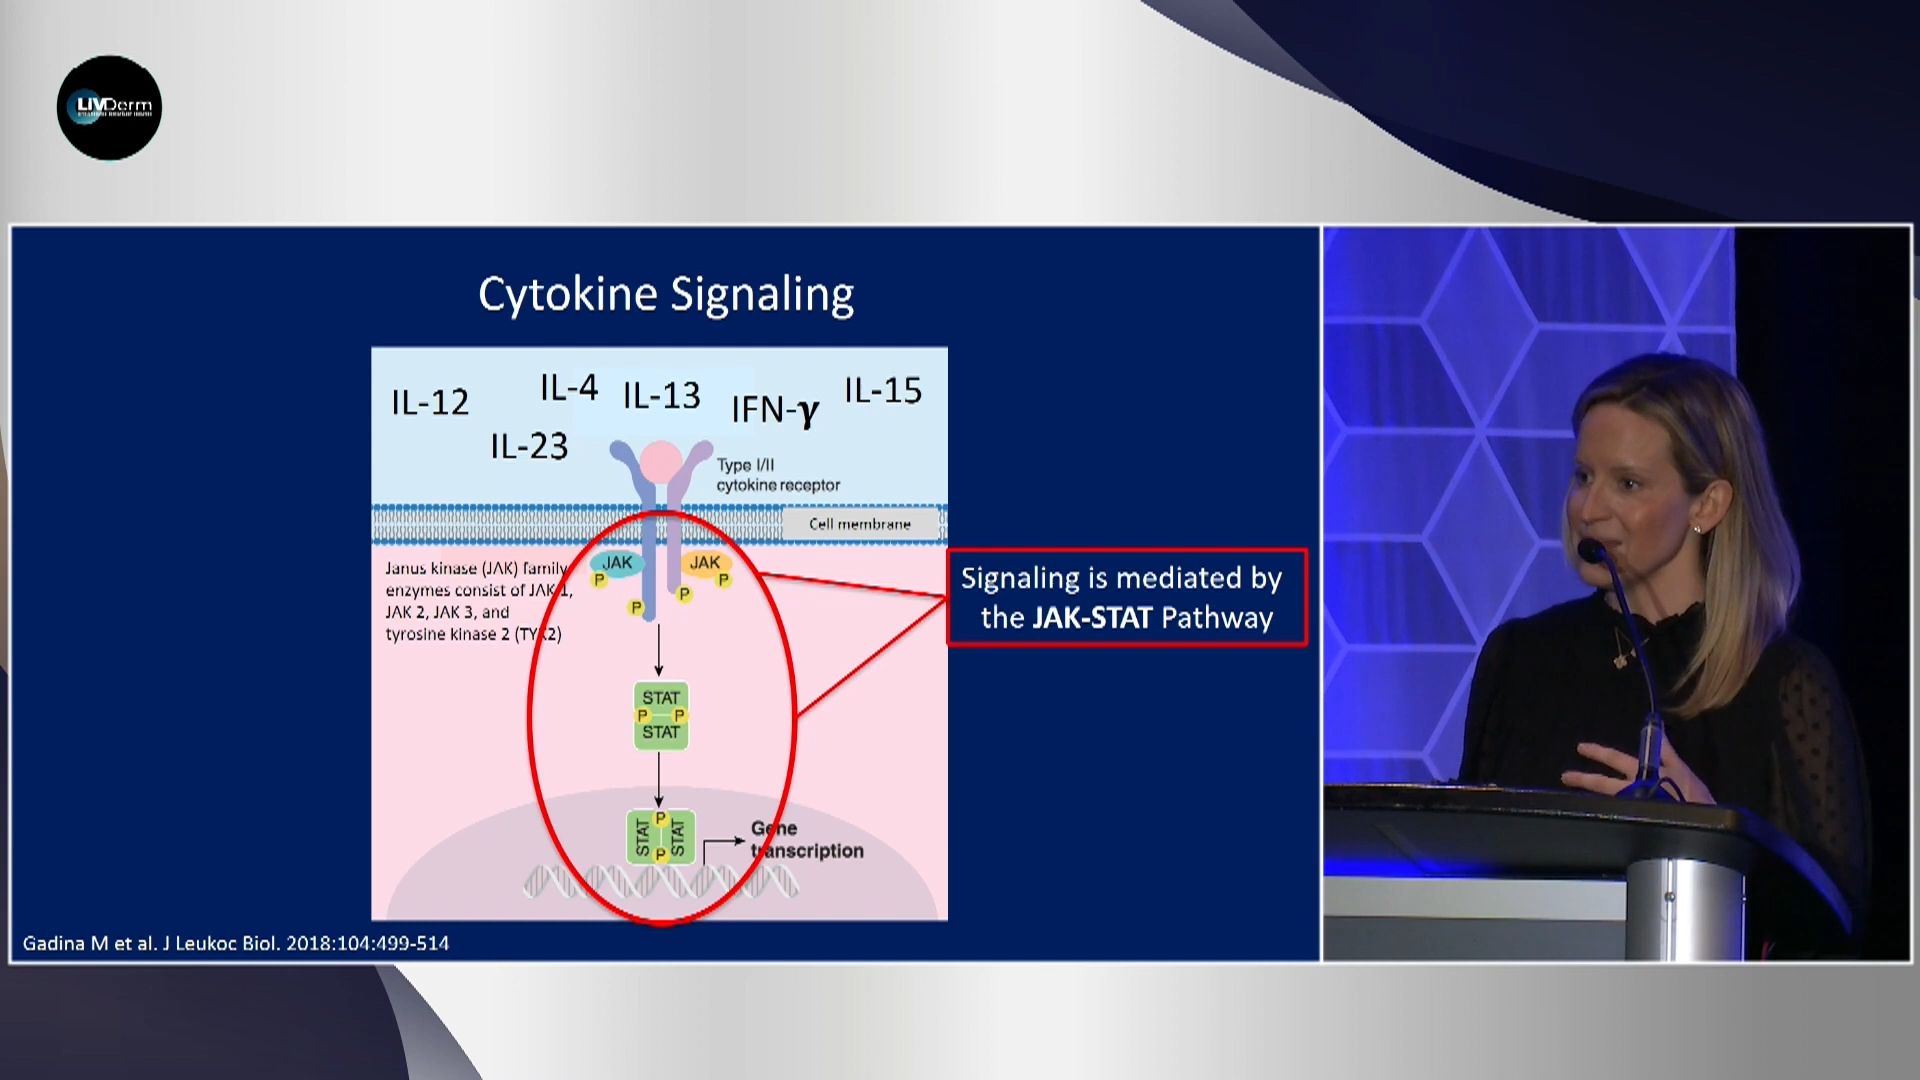 LIVDerm
Cytokine Signaling
IL-12
IL-4
IL-13
IFN-γ
IL-15
IL-23
Type I/II
cytokine receptor
Cell membrane
Janus kinase (JAK) family
enzymes consist of JAK 1,
JAK 2, JAK 3, and
tyrosine kinase 2 (TYK2)
JAK
JAK
P
P
P
P
Signaling is mediated by
the JAK-STAT Pathway
STAT
P P
STAT
P
STAT
STAT
P
Gene
transcription
Gadina M et al. J Leukoc Biol. 2018:104:499-514